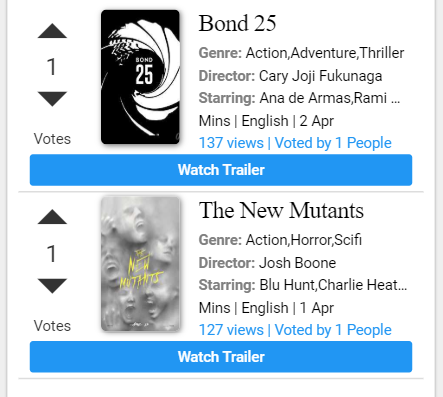 Bond 25
Genre: Action,Adventure,Thriller
Director: Cary Joji Fukunaga
Starring: Ana de Armas,Rami ...
Mins | English | 2 Apr
137 views | Voted by 1 People
1
Votes
BOND
25
Watch Trailer
The New Mutants
Genre: Action,Horror,Scifi
Director: Josh Boone
Starring: Blu Hunt,Charlie Heat...
Mins | English | 1 Apr
127 views | Voted by 1 People
1
Votes
THE
NEW
MUTANTS
Watch Trailer